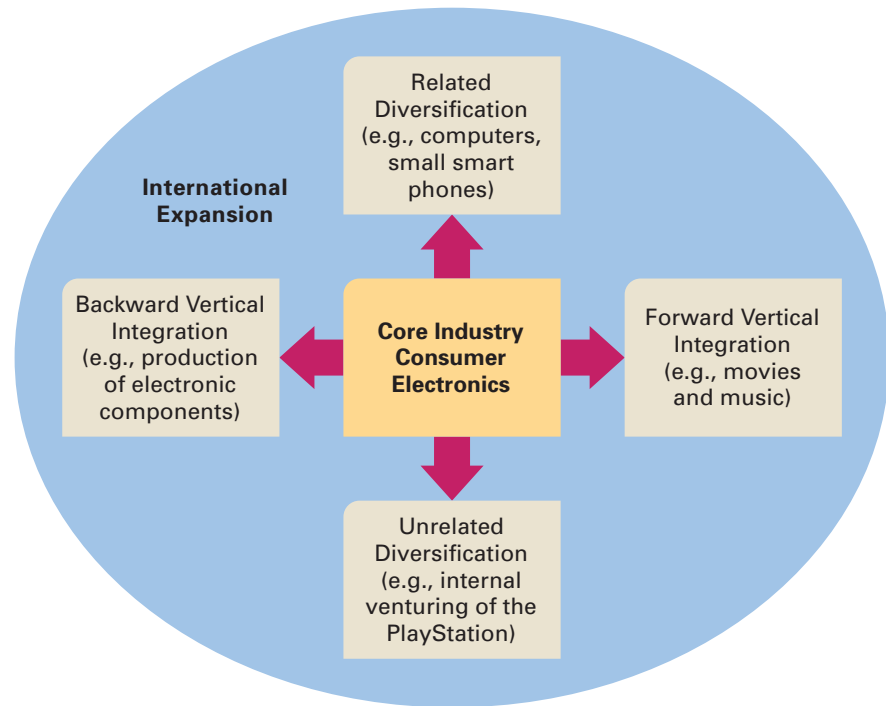 Related
Diversification
(e.g., computers,
small smart
phones)
International
Expansion
Backward Vertical
Integration
(e.g., production
of electronic
components)
Core Industry
Consumer
Electronics
Forward Vertical
Integration
(e.g., movies
and music)
Unrelated
Diversification
(e.g., internal
venturing of the
PlayStation)